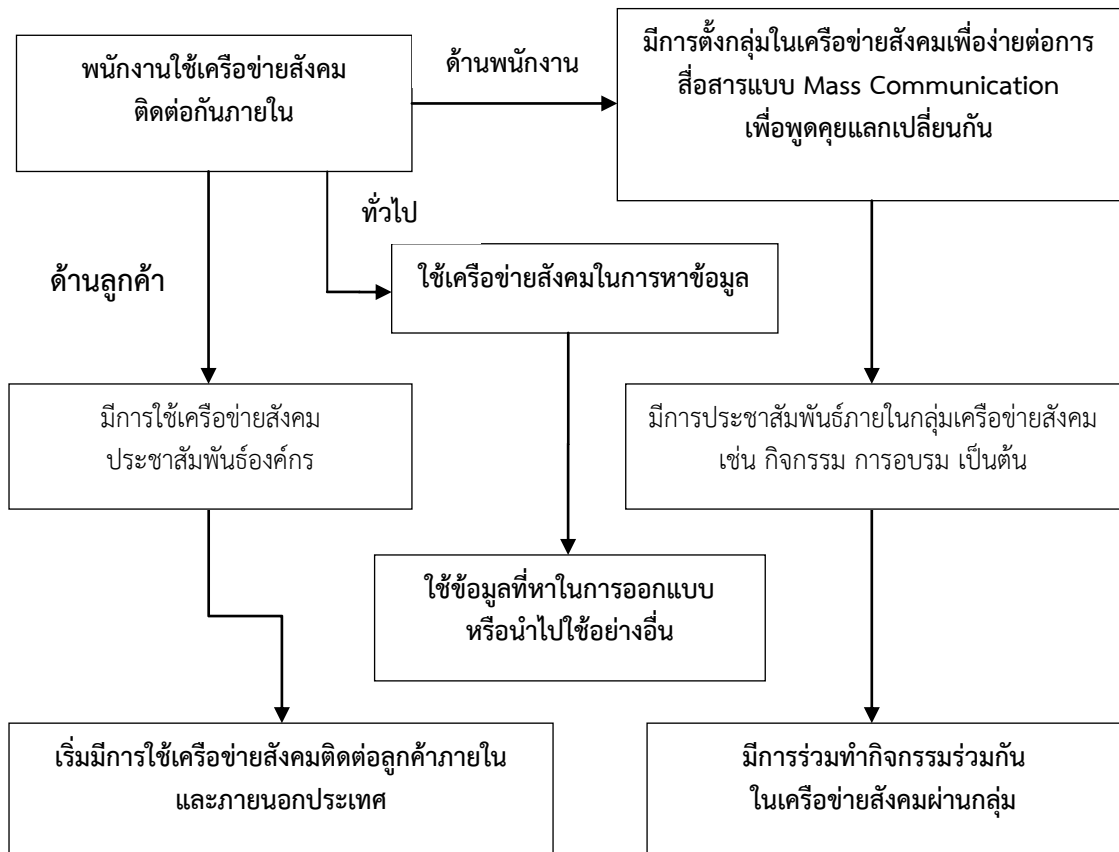 พนักงานใช้เครือข่ายสังคม
ติดต่อกันภายใน
ด้านพนักงาน
มีการตั้งกลุ่มในเครือข่ายสังคมเพื่อง่ายต่อการ
สื่อสารแบบ Mass Communication
เพื่อพูดคุยแลกเปลี่ยนกัน
ทั่วไป
ด้านลูกค้า
ใช้เครือข่ายสังคมในการหาข้อมูล
มีการใช้เครือข่ายสังคม
ประชาสัมพันธ์องค์กร
มีการประชาสัมพันธ์ภายในกลุ่มเครือข่ายสังคม
เช่น กิจกรรม การอบรม เป็นต้น
ใช้ข้อมูลที่หาในการออกแบบ
หรือนำไปใช้อย่างอื่น
เริ่มมีการใช้เครือข่ายสังคมติดต่อลูกค้าภายใน
และภายนอกประเทศ
มีการร่วมทำกิจกรรมร่วมกัน
ในเครือข่ายสังคมผ่านกลุ่ม